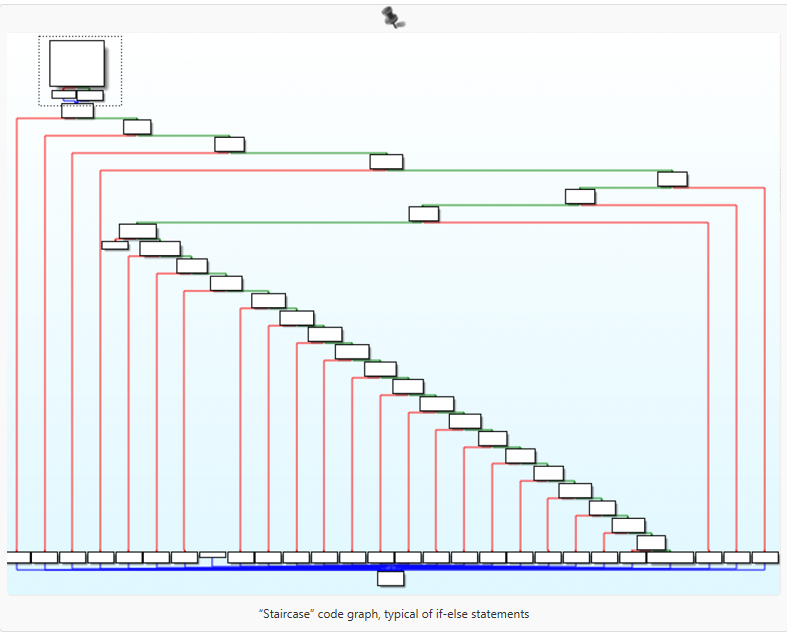 “Staircase” code graph, typical of if-else statements